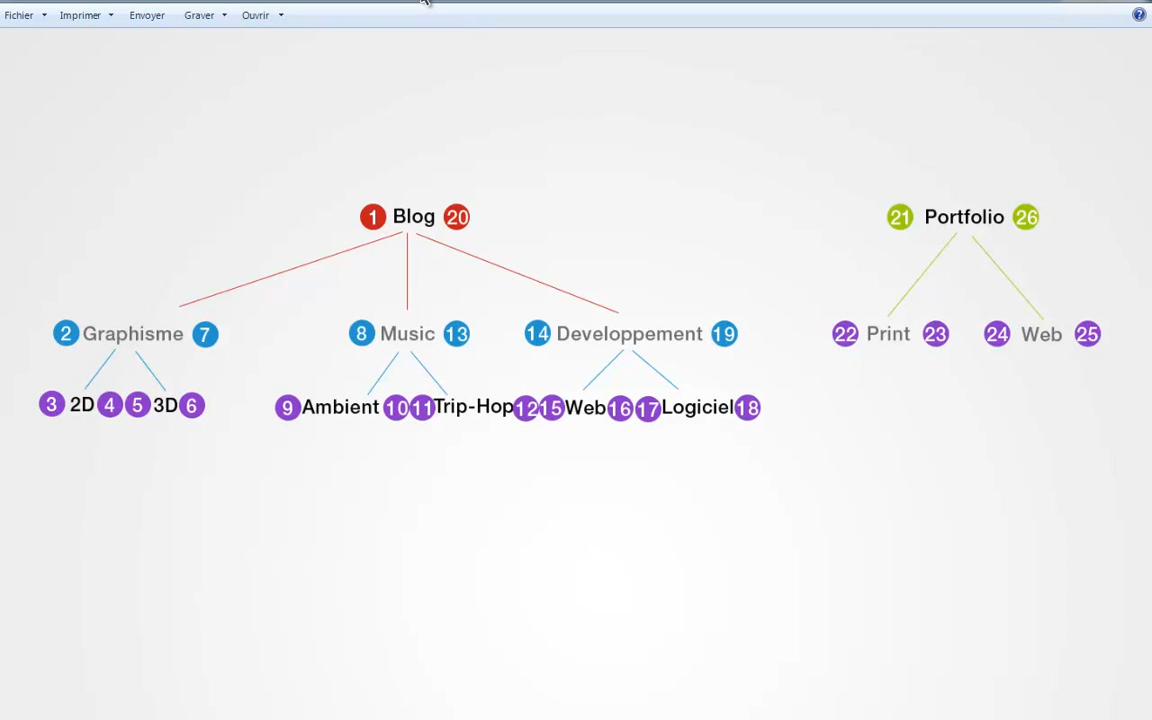 Fichier Imprimer Envoyer Graver Ouvrir ?
1 Blog 20 21 Portfolio 26
2 Graphisme 7 8 Music 13 14 Developpement 19 22 Print 23 24 Web 25
3 2D 4 5 3D 6 9 Ambient 10 11 Trip-Hop 12 15 Web 16 17 Logiciel 18